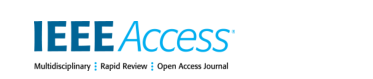 IEEE Access®
Multidisciplinary ⋮ Rapid Review ⋮ Open Access Journal